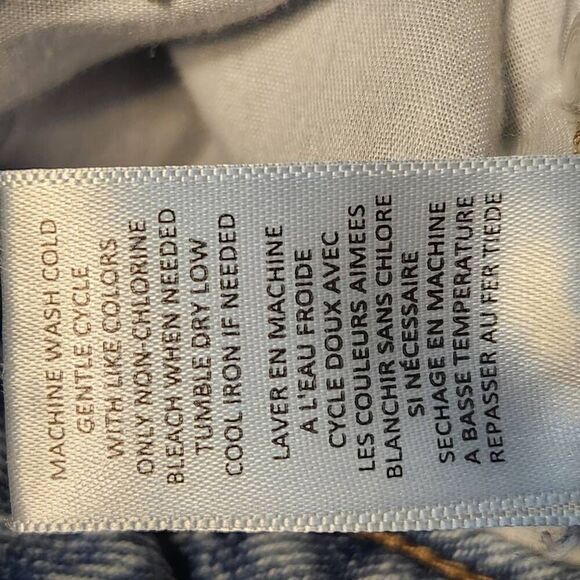 MACHINE WASH COLD
GENTLE CYCLE
WITH LIKE COLORS
ONLY NON-CHLORINE
BLEACH WHEN NEEDED
TUMBLE DRY LOW
COOL IRON IF NEEDED
LAVER EN MACHINE
A L'EAU FROIDE
CYCLE DOUX AVEC
LES COULEURS AIMEES
BLANCHIR SANS CHLORE
SI NÉCESSAIRE
SECHAGE EN MACHINE
A BASSE TEMPERATURE
REPASSER AU FER TIEDE